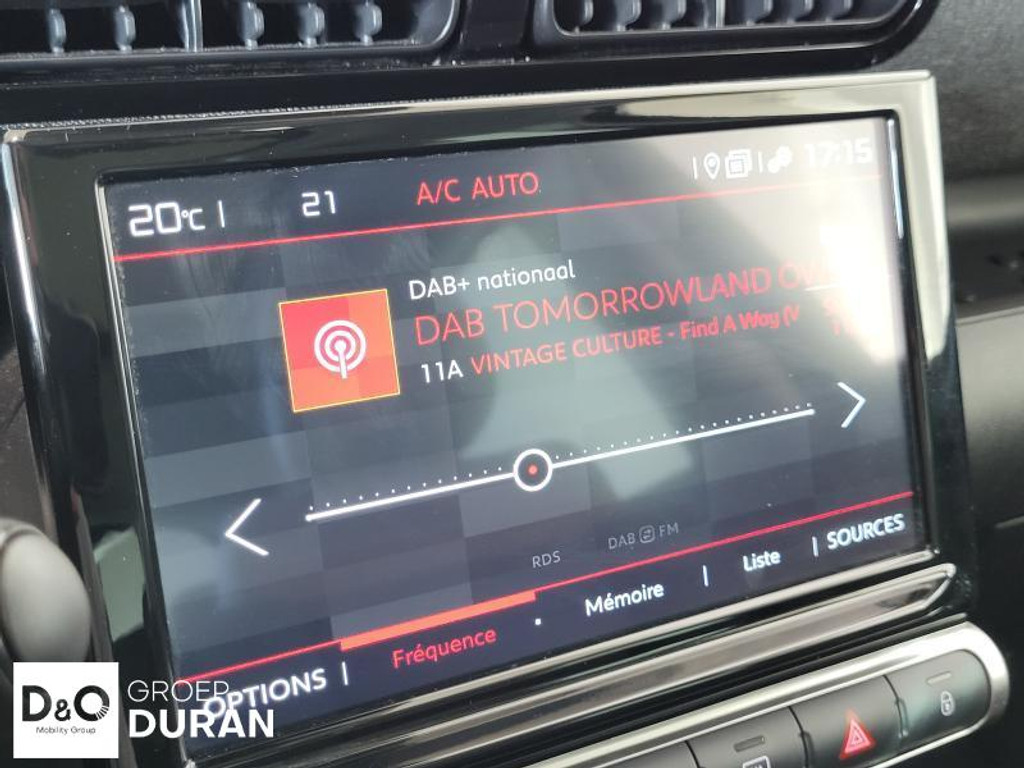 20°C | 21 A/C AUTO 17:15
DAB+ nationaal
DAB TOMORROWLAND
11A VINTAGE CULTURE - Find A Way (V
RDS DAB FM
OPTIONS | Fréquence Mémoire | Liste | SOURCES
D&O
Mobility Group
GROEP
DURAN